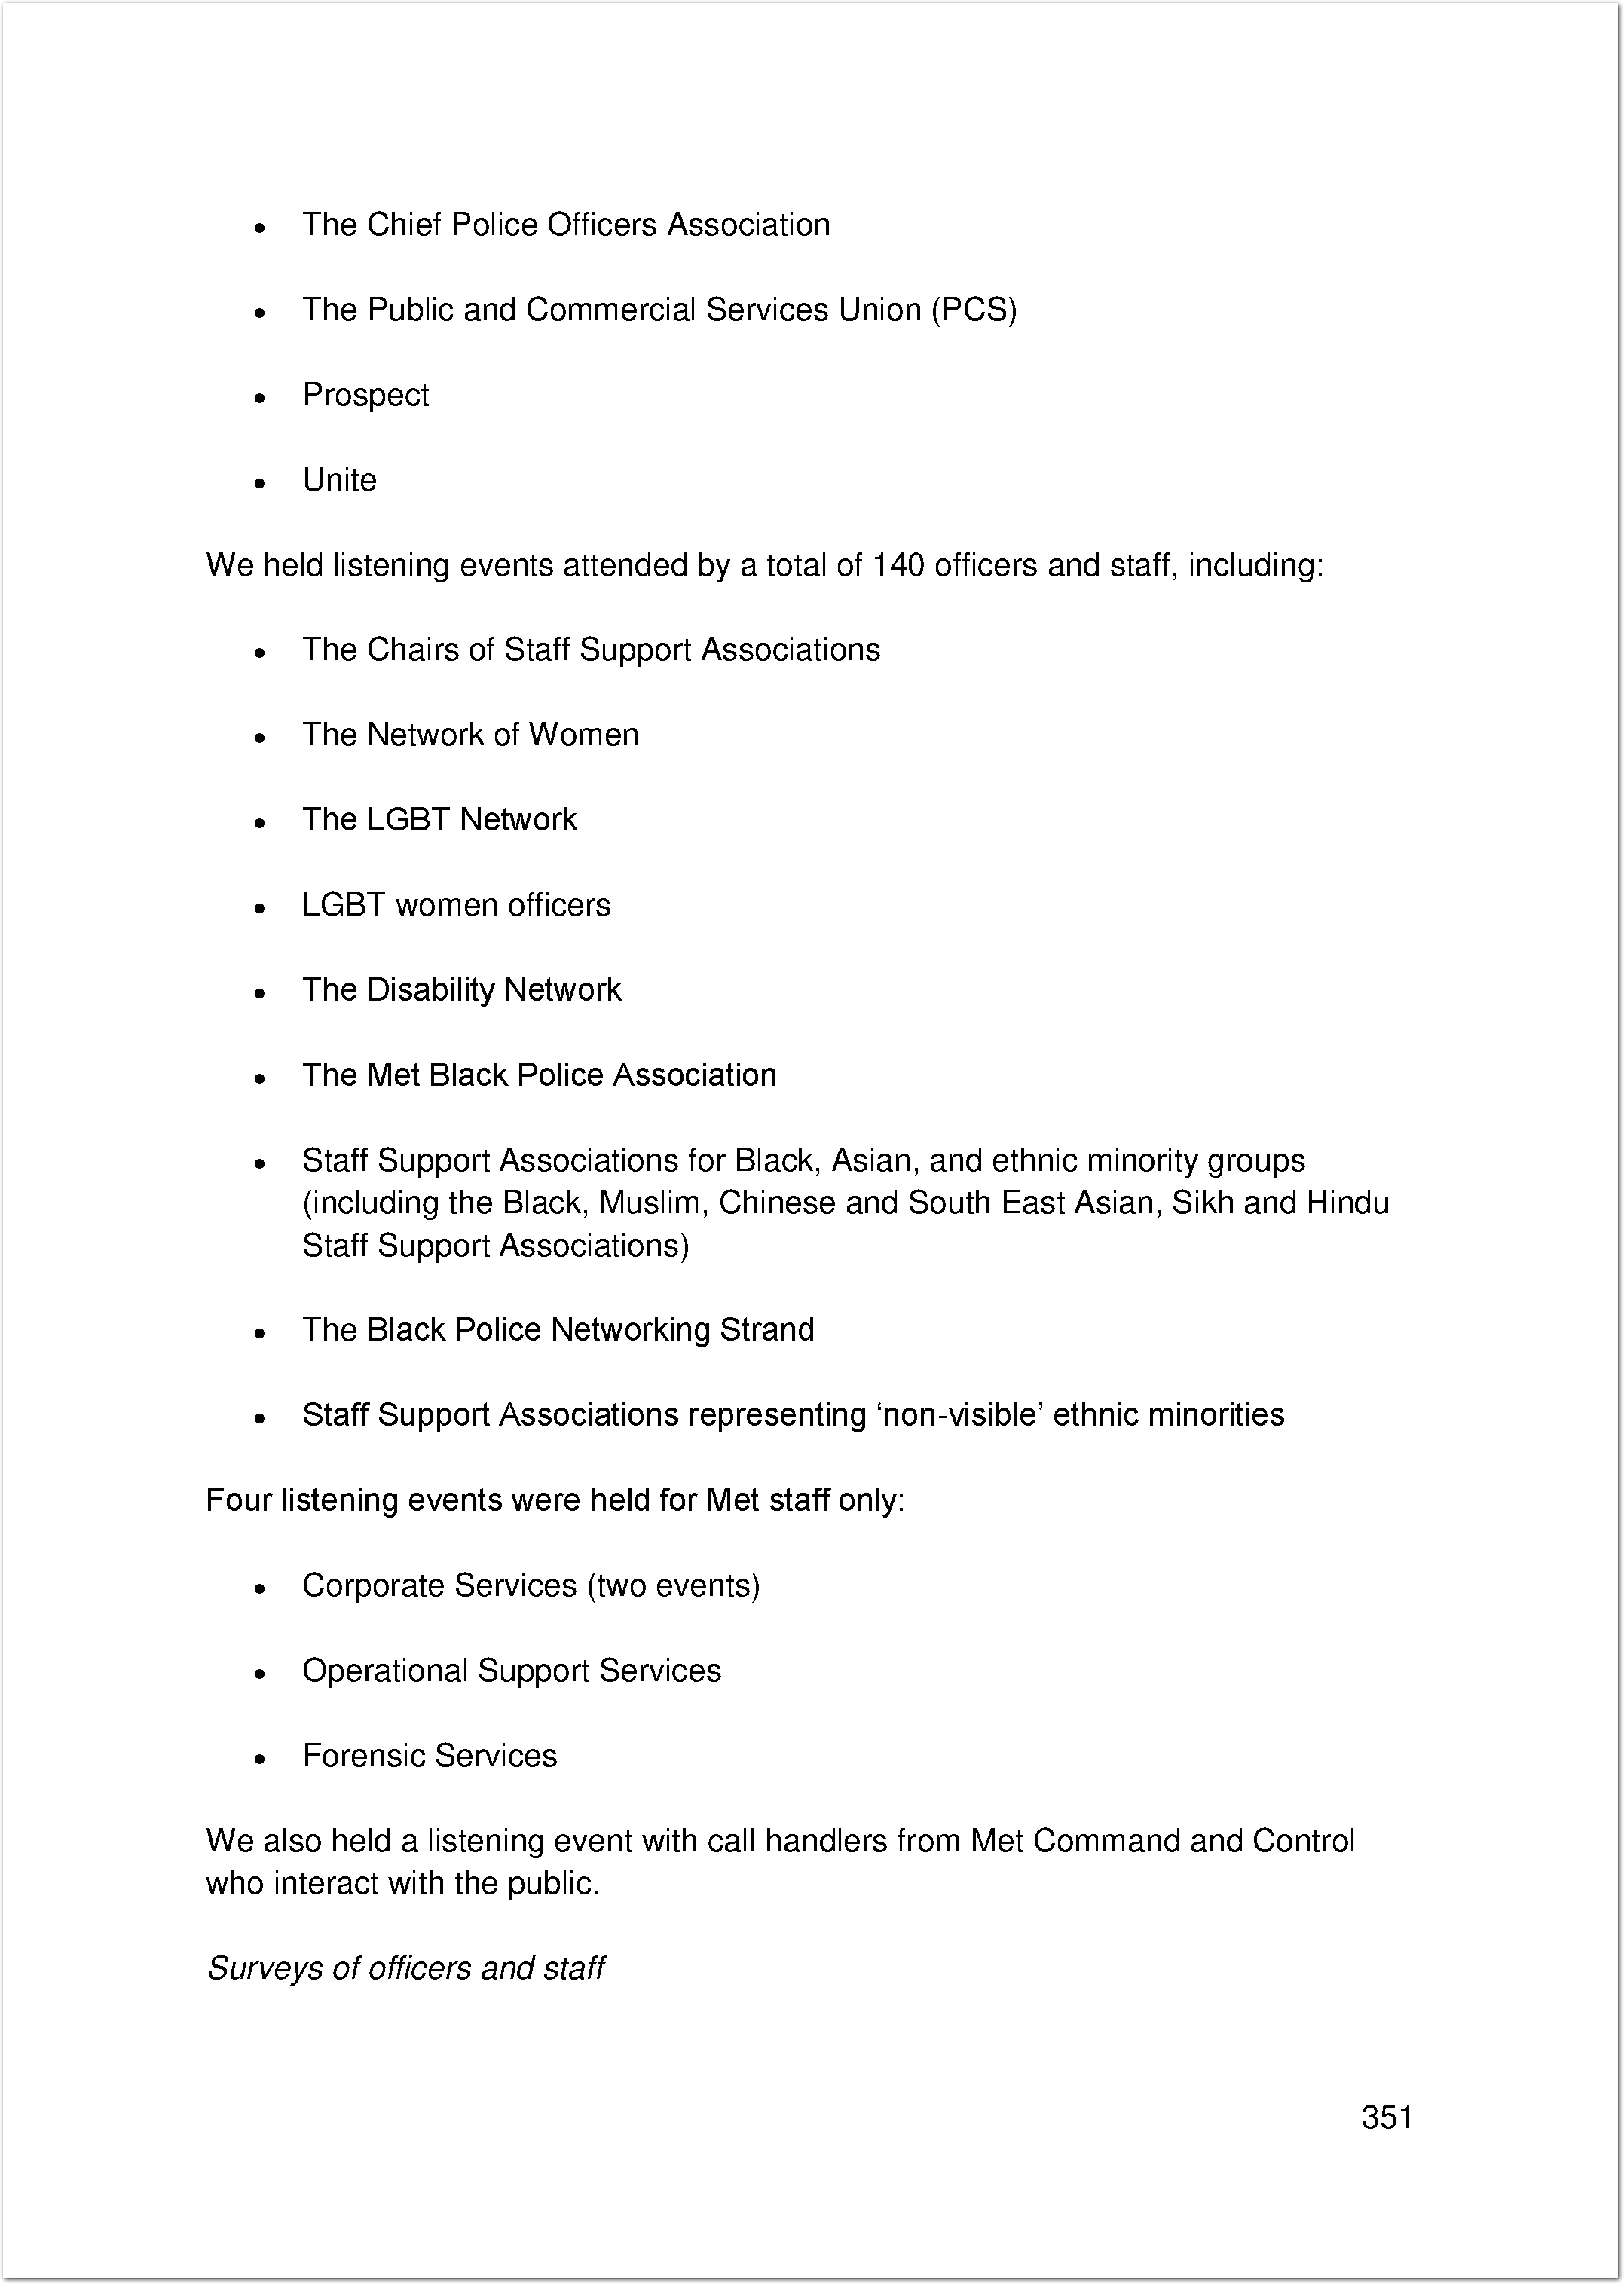 • The Chief Police Officers Association
• The Public and Commercial Services Union (PCS)
• Prospect
• Unite
We held listening events attended by a total of 140 officers and staff, including:
• The Chairs of Staff Support Associations
• The Network of Women
• The LGBT Network
• LGBT women officers
• The Disability Network
• The Met Black Police Association
• Staff Support Associations for Black, Asian, and ethnic minority groups
(including the Black, Muslim, Chinese and South East Asian, Sikh and Hindu
Staff Support Associations)
• The Black Police Networking Strand
• Staff Support Associations representing ‘non-visible’ ethnic minorities
Four listening events were held for Met staff only:
• Corporate Services (two events)
• Operational Support Services
• Forensic Services
We also held a listening event with call handlers from Met Command and Control
who interact with the public.
Surveys of officers and staff
351